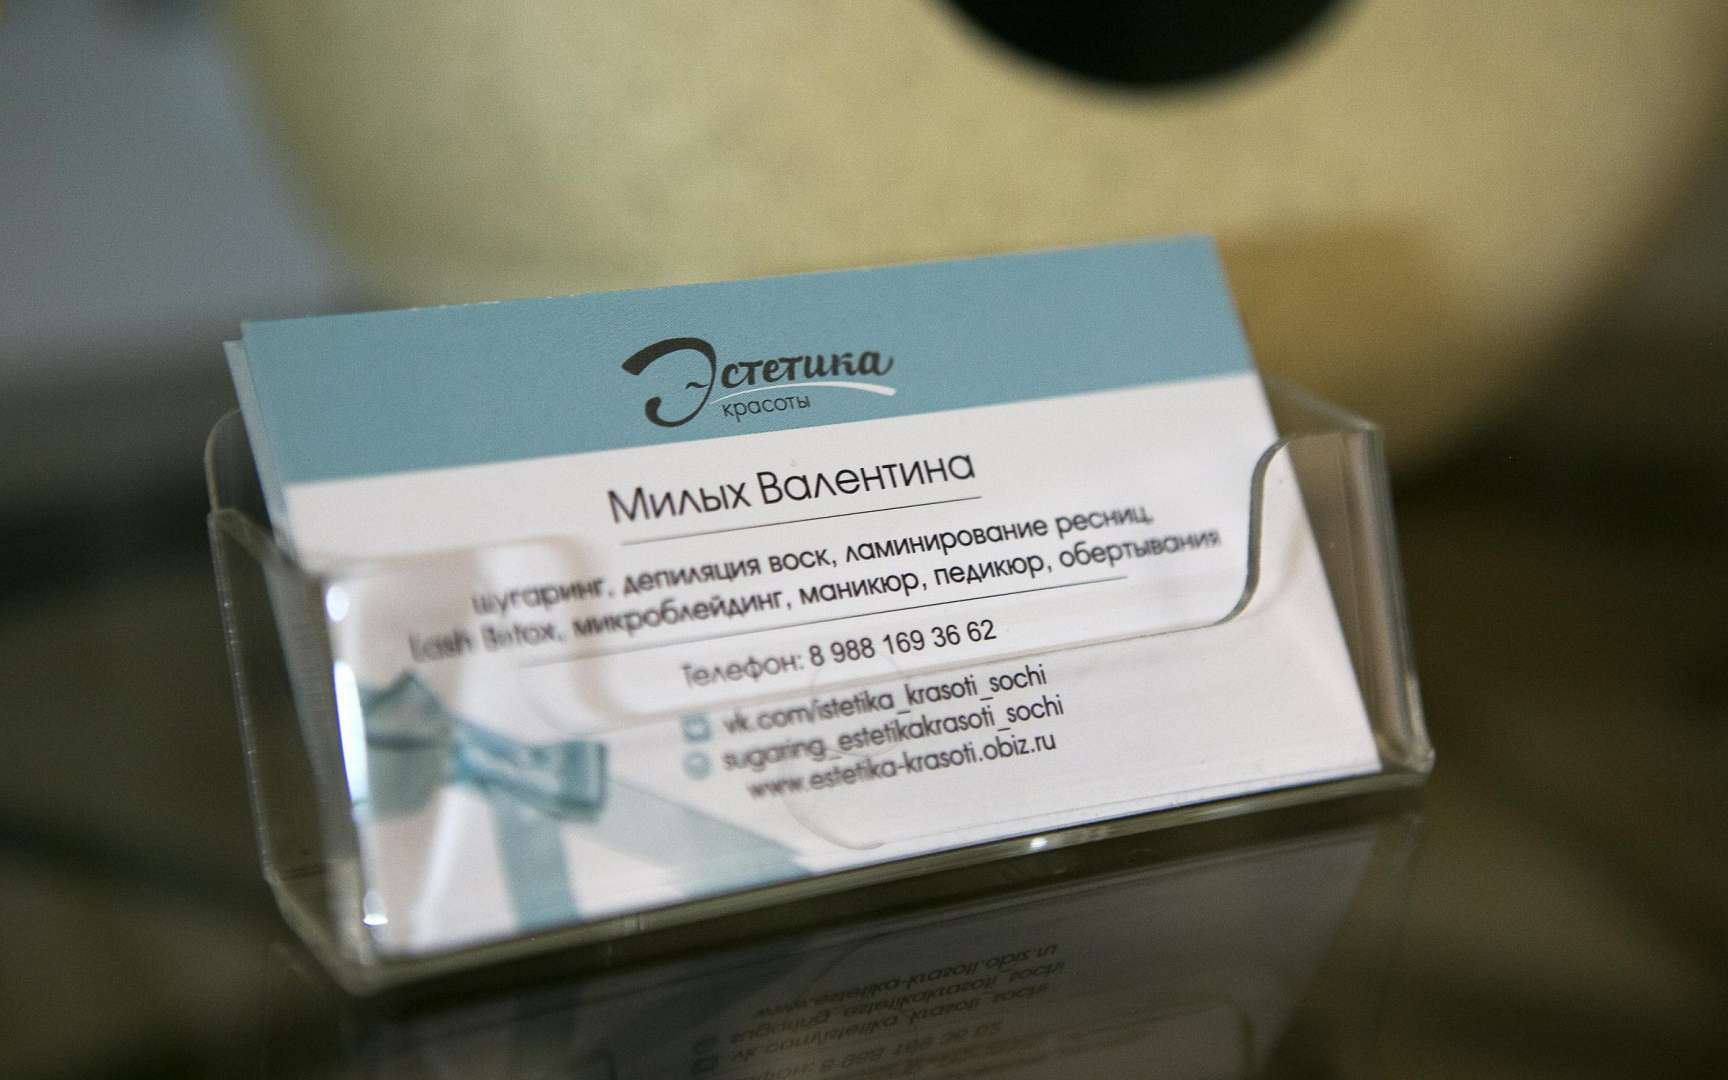 Эстетика
красоты
Милых Валентина
шугаринг, депиляция воск, ламинирование ресниц,
Lash Botox, микроблейдинг, маникюр, педикюр, обертывания
Телефон: 8 988 169 36 62
vk.com/istetika_krasoti_sochi
sugaring_estetikakrasoti_sochi
www.estetika-krasoti.obiz.ru